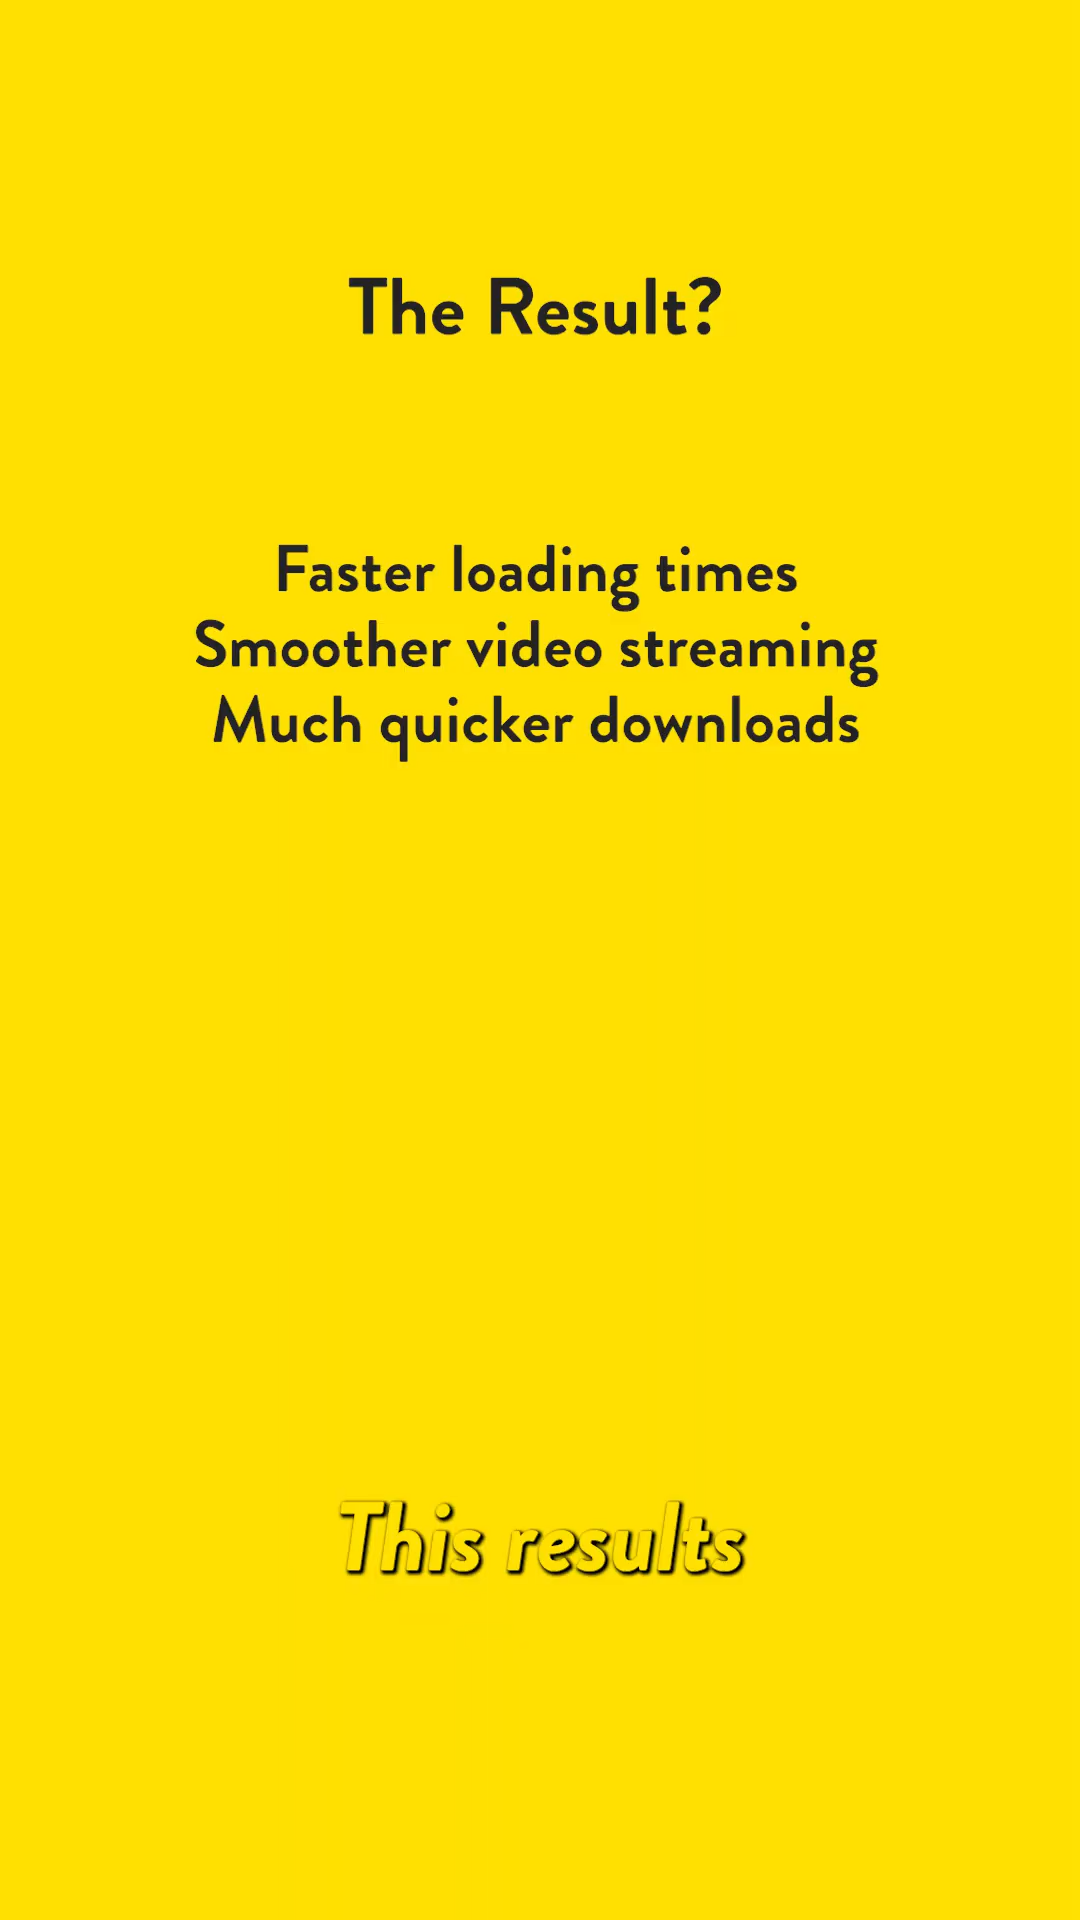 The Result?
Faster loading times
Smoother video streaming
Much quicker downloads
This results